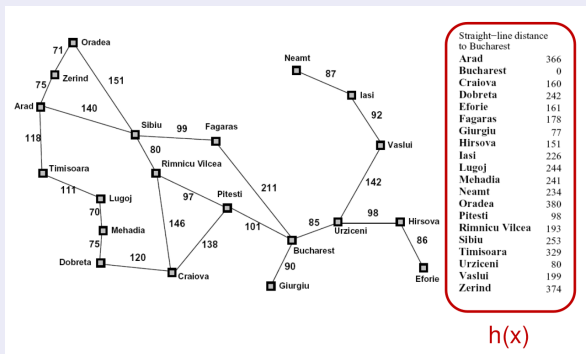 Oradea
71
Neamt
Zerind
87
151
75
Iasi
Arad
140
92
Sibiu
99
Fagaras
118
80
Vaslui
Rimnicu Vilcea
Timisoara
142
111
211
Lugoj
97
Pitesti
70
98
Hirsova
146
85
Mehadia
101
Urziceni
75
138
86
Bucharest
120
90
Dobreta
Craiova
Eforie
Giurgiu
Straight−line distance
to Bucharest
Arad 366
Bucharest 0
Craiova 160
Dobreta 242
Eforie 161
Fagaras 178
Giurgiu 77
Hirsova 151
Iasi 226
Lugoj 244
Mehadia 241
Neamt 234
Oradea 380
Pitesti 98
Rimnicu Vilcea 193
Sibiu 253
Timisoara 329
Urziceni 80
Vaslui 199
Zerind 374
h(x)